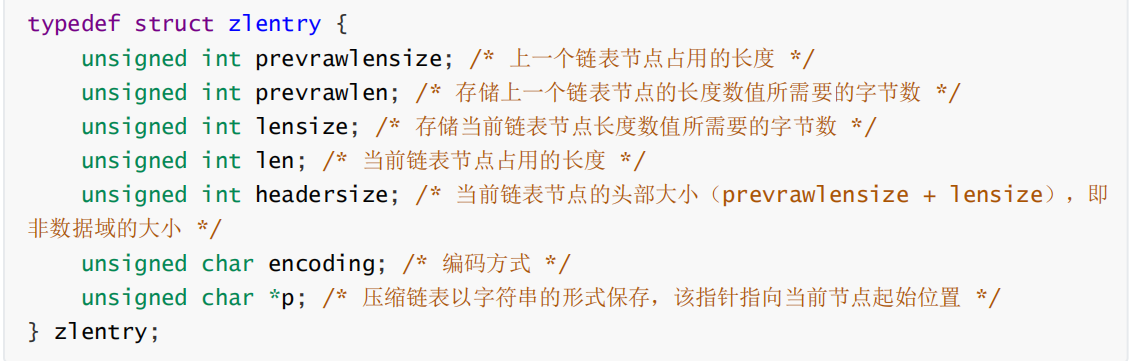 typedef struct zlentry {
    unsigned int prevrawlensize; /* 上一个链表节点占用的长度 */
    unsigned int prevrawlen; /* 存储上一个链表节点的长度数值所需要的字节数 */
    unsigned int lensize; /* 存储当前链表节点长度数值所需要的字节数 */
    unsigned int len; /* 当前链表节点占用的长度 */
    unsigned int headersize; /* 当前链表节点的头部大小（prevrawlensize + lensize），即
非数据域的大小 */
    unsigned char encoding; /* 编码方式 */
    unsigned char *p; /* 压缩链表以字符串的形式保存，该指针指向当前节点起始位置 */
} zlentry;